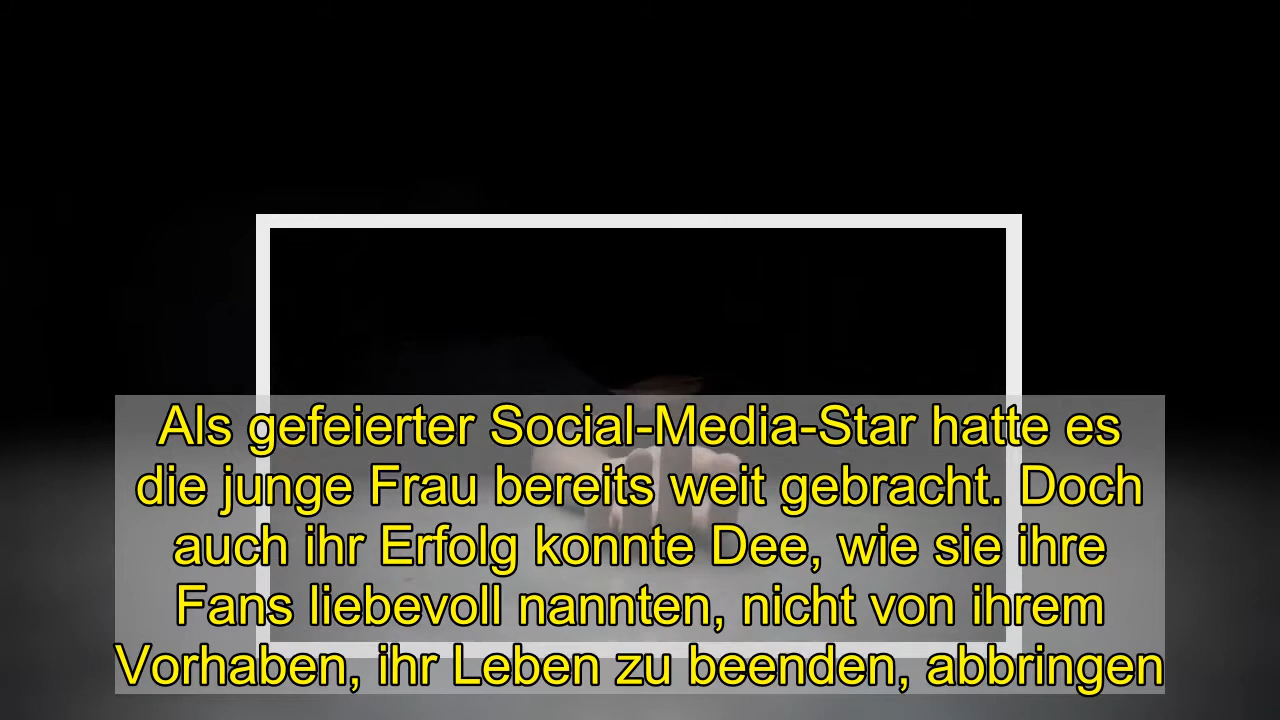 Als gefeierter Social-Media-Star hatte es
die junge Frau bereits weit gebracht. Doch
auch ihr Erfolg konnte Dee, wie sie ihre
Fans liebevoll nannten, nicht von ihrem
Vorhaben, ihr Leben zu beenden, abbringen